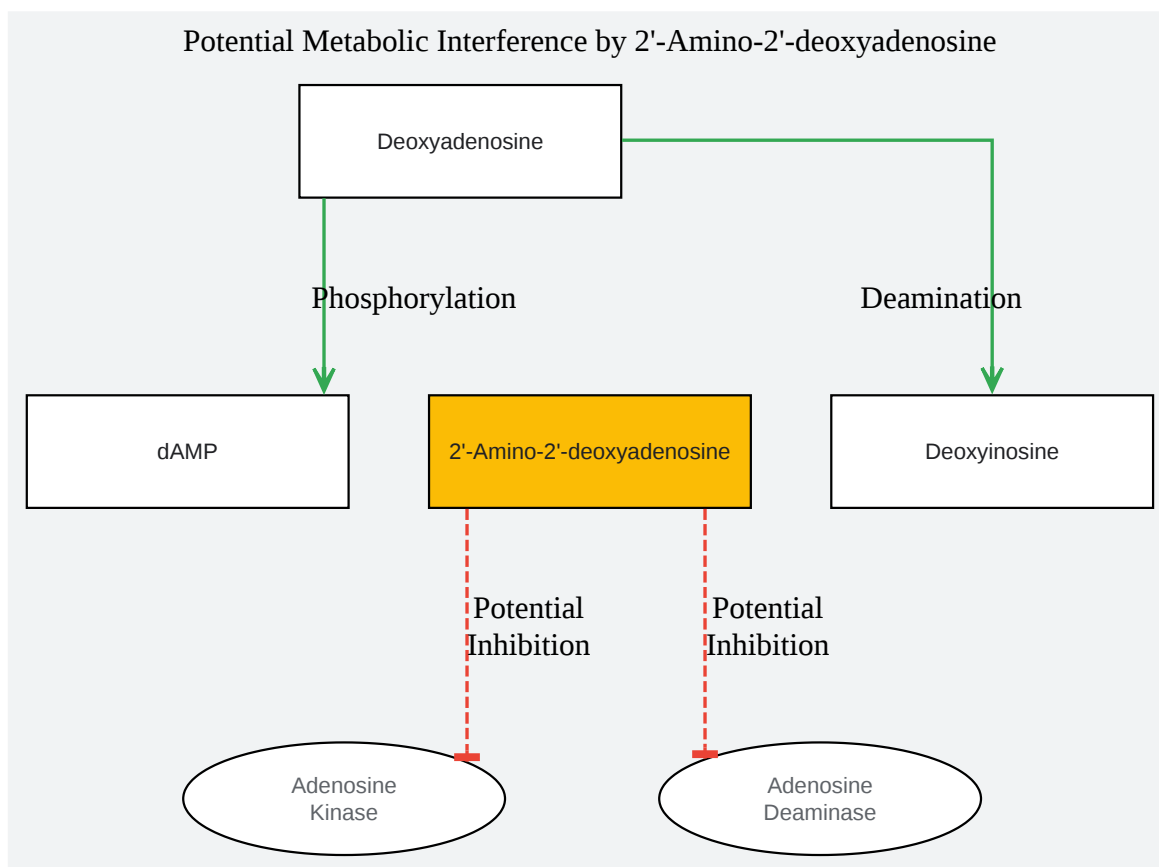 Potential Metabolic Interference by 2'-Amino-2'-deoxyadenosine
Deoxyadenosine
Phosphorylation
Deamination
dAMP
2'-Amino-2'-deoxyadenosine
Deoxyinosine
Potential
Inhibition
Potential
Inhibition
Adenosine
Kinase
Adenosine
Deaminase